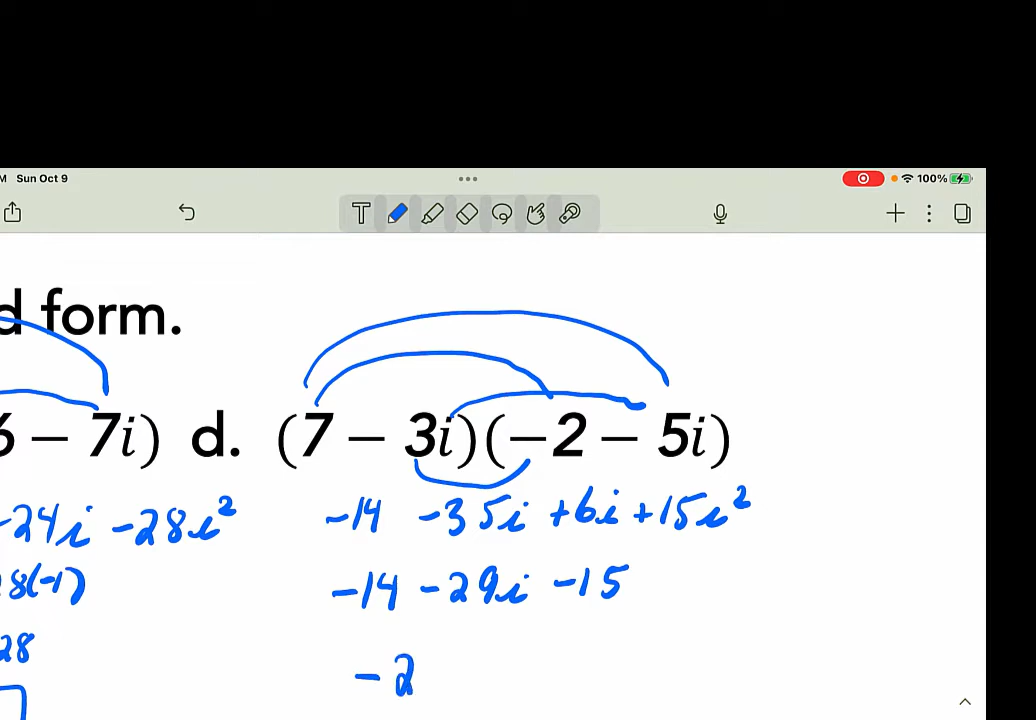 M Sun Oct 9
100%
d form.
6 – 7i) d. (7 – 3i)(–2 – 5i)
-24i -28i² -14 -35i +6i +15i²
8(-1) -14 -29i -15
28 -2